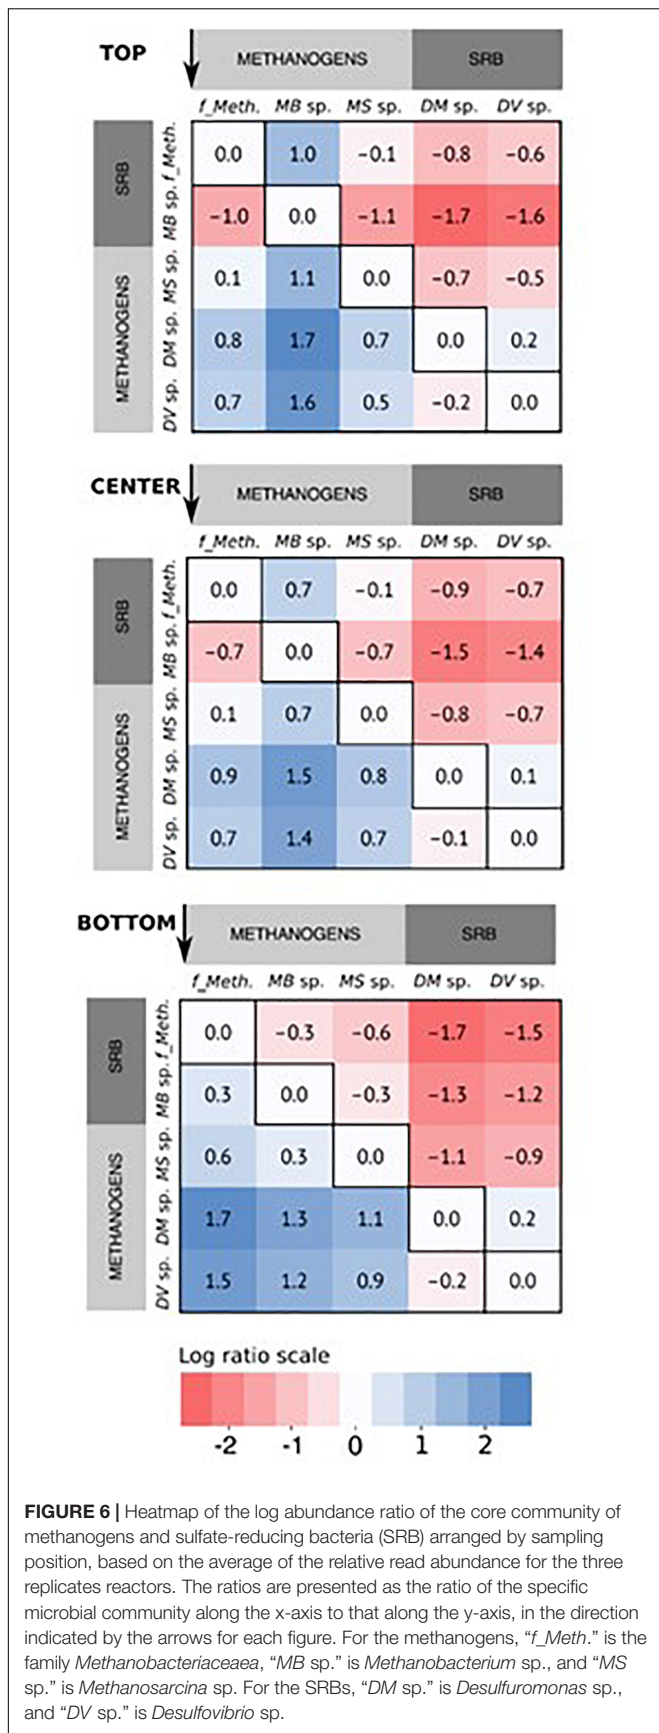 TOP
METHANOGENS SRB
f_Meth. MB sp. MS sp. DM sp. DV sp.
SRB
METHANOGENS
f_Meth.
MB sp.
MS sp.
DM sp.
DV sp.
0.0 1.0 −0.1 −0.8 −0.6
−1.0 0.0 −1.1 −1.7 −1.6
0.1 1.1 0.0 −0.7 −0.5
0.8 1.7 0.7 0.0 0.2
0.7 1.6 0.5 −0.2 0.0
CENTER
METHANOGENS SRB
f_Meth. MB sp. MS sp. DM sp. DV sp.
SRB
METHANOGENS
f_Meth.
MB sp.
MS sp.
DM sp.
DV sp.
0.0 0.7 −0.1 −0.9 −0.7
−0.7 0.0 −0.7 −1.5 −1.4
0.1 0.7 0.0 −0.8 −0.7
0.9 1.5 0.8 0.0 0.1
0.7 1.4 0.7 −0.1 0.0
BOTTOM
METHANOGENS SRB
f_Meth. MB sp. MS sp. DM sp. DV sp.
SRB
METHANOGENS
f_Meth.
MB sp.
MS sp.
DM sp.
DV sp.
0.0 −0.3 −0.6 −1.7 −1.5
0.3 0.0 −0.3 −1.3 −1.2
0.6 0.3 0.0 −1.1 −0.9
1.7 1.3 1.1 0.0 0.2
1.5 1.2 0.9 −0.2 0.0
Log ratio scale
-2 -1 0 1 2
FIGURE 6 | Heatmap of the log abundance ratio of the core community of
methanogens and sulfate-reducing bacteria (SRB) arranged by sampling
position, based on the average of the relative read abundance for the three
replicates reactors. The ratios are presented as the ratio of the specific
microbial community along the x-axis to that along the y-axis, in the direction
indicated by the arrows for each figure. For the methanogens, “f_Meth.” is the
family Methanobacteriaceaea, “MB sp.” is Methanobacterium sp., and “MS
sp.” is Methanosarcina sp. For the SRBs, “DM sp.” is Desulfuromonas sp.,
and “DV sp.” is Desulfovibrio sp.